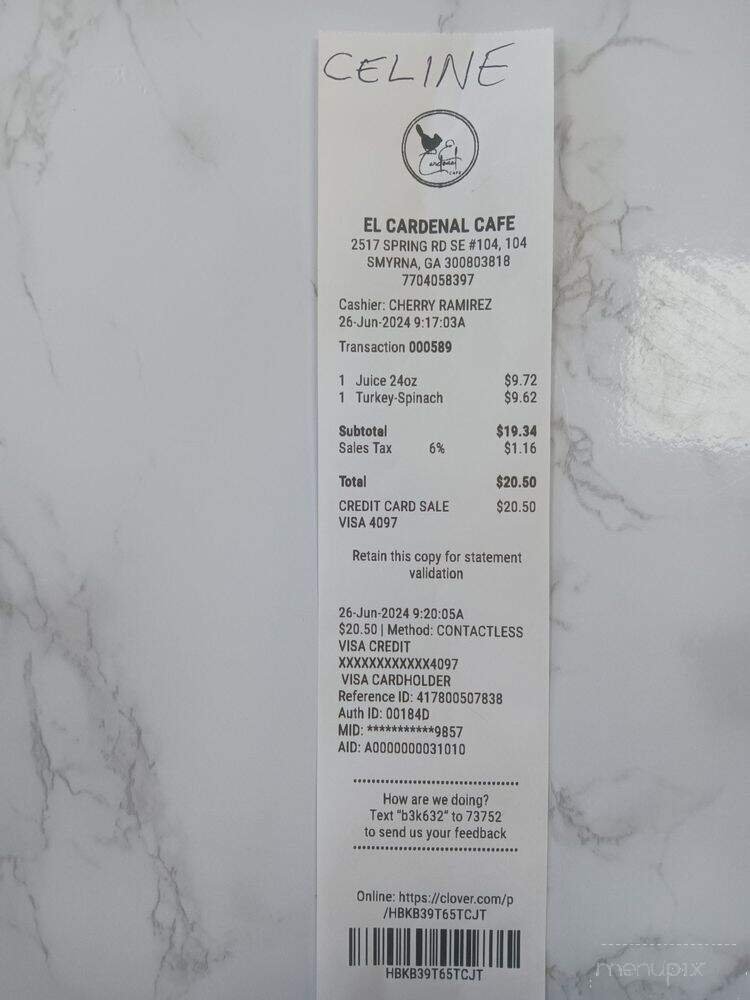 CELINE
El
Cardenal
CAFE
EL CARDENAL CAFE
2517 SPRING RD SE #104, 104
SMYRNA, GA 300803818
7704058397
Cashier: CHERRY RAMIREZ
26-Jun-2024 9:17:03A
Transaction 000589
1 Juice 24oz $9.72
1 Turkey-Spinach $9.62
Subtotal $19.34
Sales Tax 6% $1.16
Total $20.50
CREDIT CARD SALE $20.50
VISA 4097
Retain this copy for statement
validation
26-Jun-2024 9:20:05A
$20.50 | Method: CONTACTLESS
VISA CREDIT
XXXXXXXXXXXX4097
VISA CARDHOLDER
Reference ID: 417800507838
Auth ID: 00184D
MID: ***********9857
AID: A0000000031010
How are we doing?
Text "b3k632" to 73752
to send us your feedback
Online: https://clover.com/p
/HBKB39T65TCJT
HBKB39T65TCJT
menupix